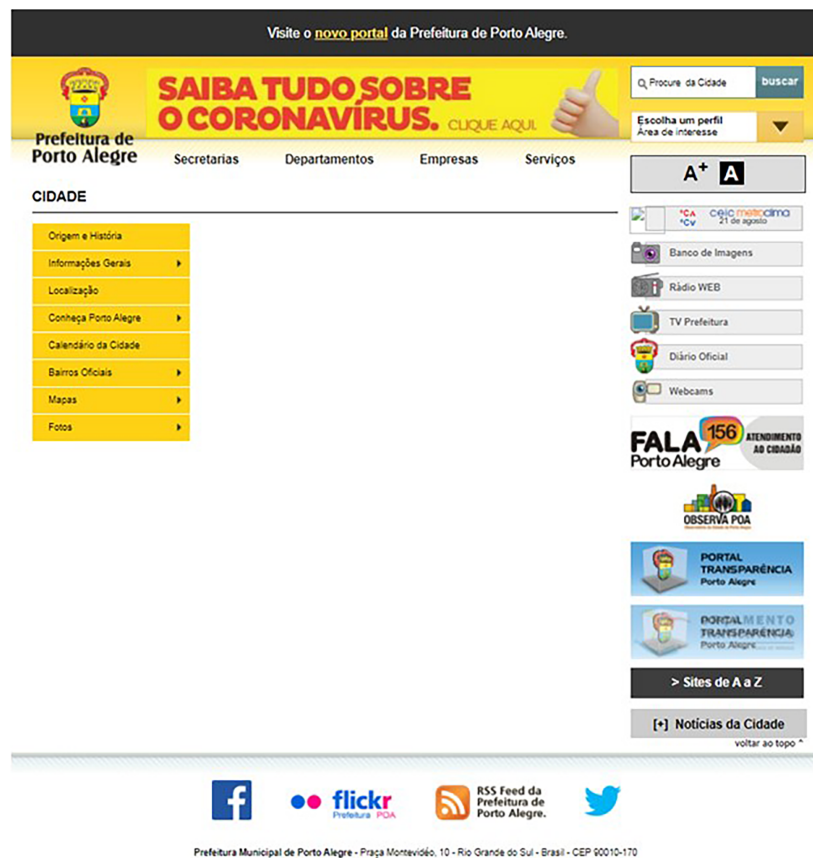 Visite o novo portal da Prefeitura de Porto Alegre.
Prefeitura de
Porto Alegre
SAIBA TUDO SOBRE
O CORONAVÍRUS. CLIQUE AQUI.
Procure da Cidade
buscar
Escolha um perfil
Área de interesse
Secretarias
Departamentos
Empresas
Serviços
A+ A
CIDADE
Origem e História
Informações Gerais
Localização
Conheça Porto Alegre
Calendário da Cidade
Bairros Oficiais
Mapas
Fotos
°CA
°CV
ceic metroclima
21 de agosto
Banco de Imagens
Rádio WEB
TV Prefeitura
Diário Oficial
Webcams
FALA 156
Porto Alegre
ATENDIMENTO
AO CIDADÃO
OBSERVA POA
PORTAL
TRANSPARÊNCIA
Porto Alegre
PORTAL
TRANSPARÊNCIA
Porto Alegre
> Sites de A a Z
[+] Notícias da Cidade
voltar ao topo ^
f
flickr
Prefeitura POA
RSS Feed da
Prefeitura de
Porto Alegre.
Prefeitura Municipal de Porto Alegre - Praça Montevidéo, 10 - Rio Grande do Sul - Brasil - CEP 90010-170